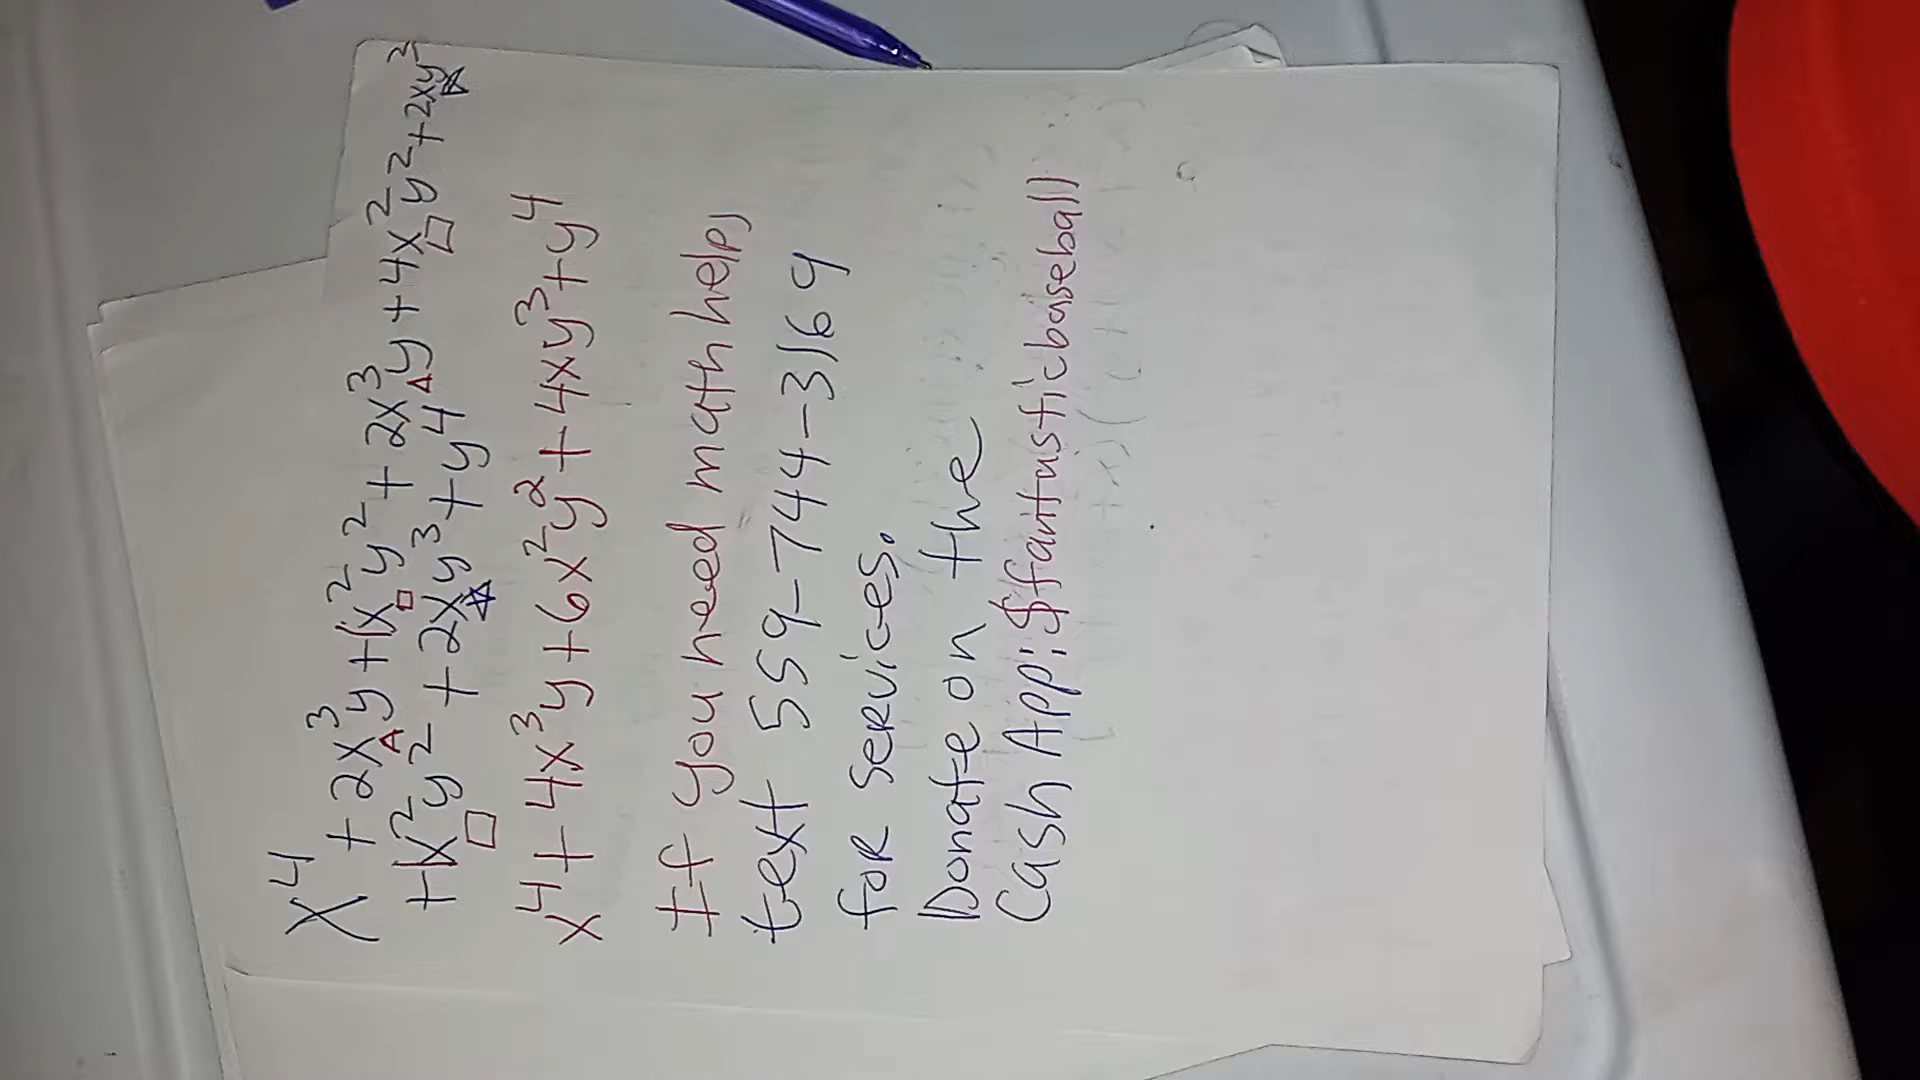 x⁴ + 2x³y + 1x²y² + 2x³y + 4x²y² + 2xy³
+ 1x²y² + 2xy³ + y⁴
x⁴ + 4x³y + 6x²y² + 4xy³ + y⁴
If you need math help,
text 559-744-3169
for services.
Donate on the
Cash App: $fantasticbaseball